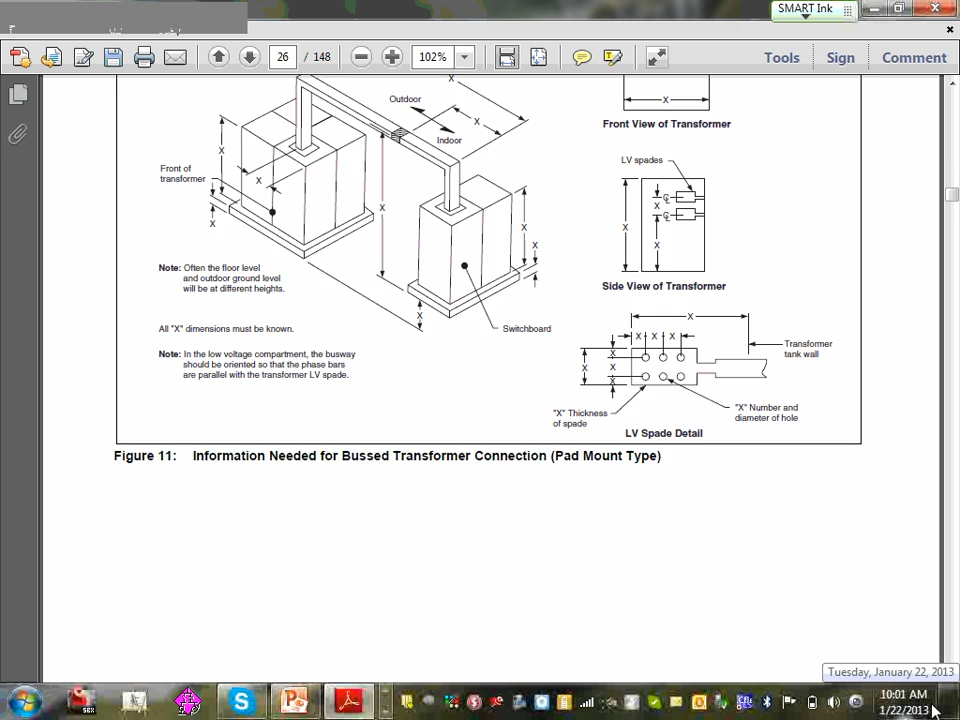 SMART Ink
26 / 148
102%
Tools
Sign
Comment
X
Outdoor
X
Indoor
X
Front of
transformer
X
X
X
X
X
X
Note: Often the floor level
and outdoor ground level
will be at different heights.
All "X" dimensions must be known.
Switchboard
Note: In the low voltage compartment, the busway
should be oriented so that the phase bars
are parallel with the transformer LV spade.
X
Front View of Transformer
LV spades
X
X
X
Side View of Transformer
X
X X X
Transformer
tank wall
X
X
X
X
"X" Thickness
of spade
"X" Number and
diameter of hole
LV Spade Detail
Figure 11: Information Needed for Bussed Transformer Connection (Pad Mount Type)
Tuesday, January 22, 2013
10:01 AM
1/22/2013